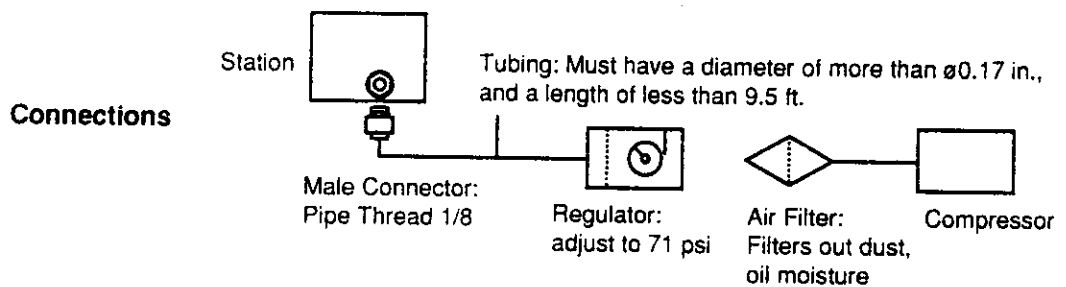 Station
Tubing: Must have a diameter of more than ø0.17 in.,
and a length of less than 9.5 ft.
Connections
Male Connector:
Pipe Thread 1/8
Regulator:
adjust to 71 psi
Air Filter:
Filters out dust,
oil moisture
Compressor